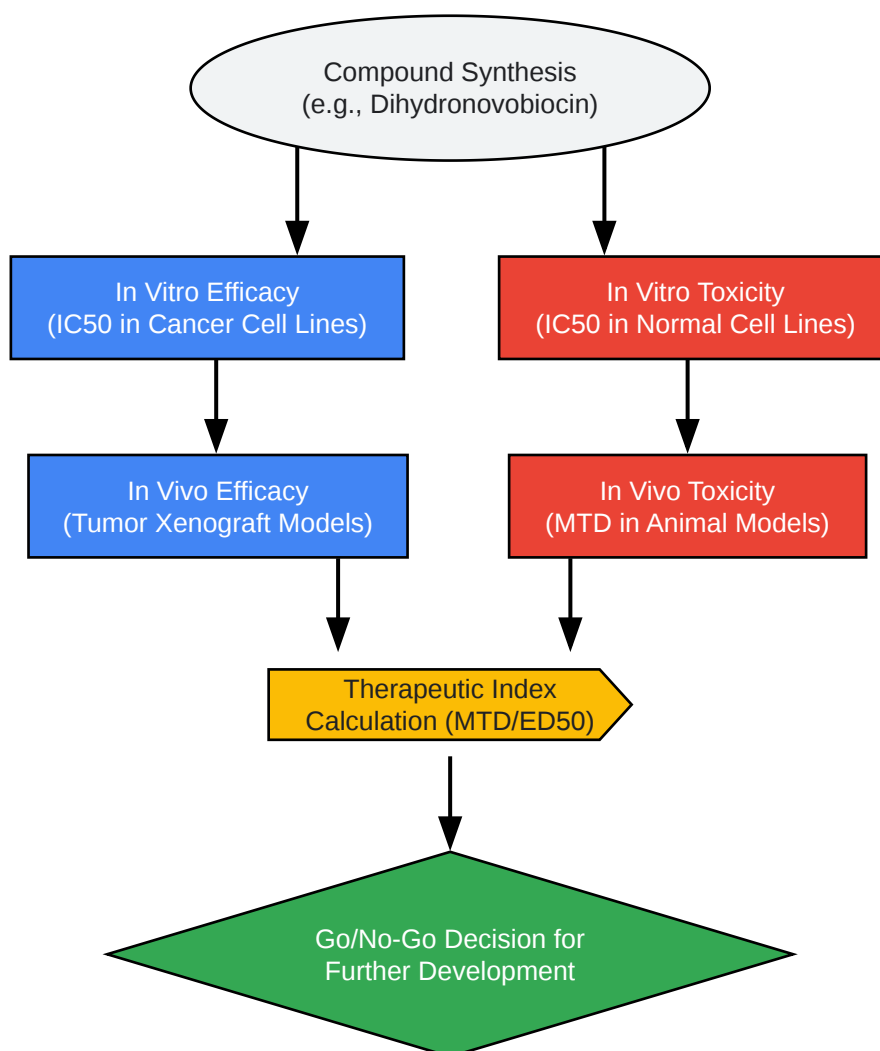 Compound Synthesis
(e.g., Dihydronovobiocin)
In Vitro Efficacy
(IC50 in Cancer Cell Lines)
In Vitro Toxicity
(IC50 in Normal Cell Lines)
In Vivo Efficacy
(Tumor Xenograft Models)
In Vivo Toxicity
(MTD in Animal Models)
Therapeutic Index
Calculation (MTD/ED50)
Go/No-Go Decision for
Further Development